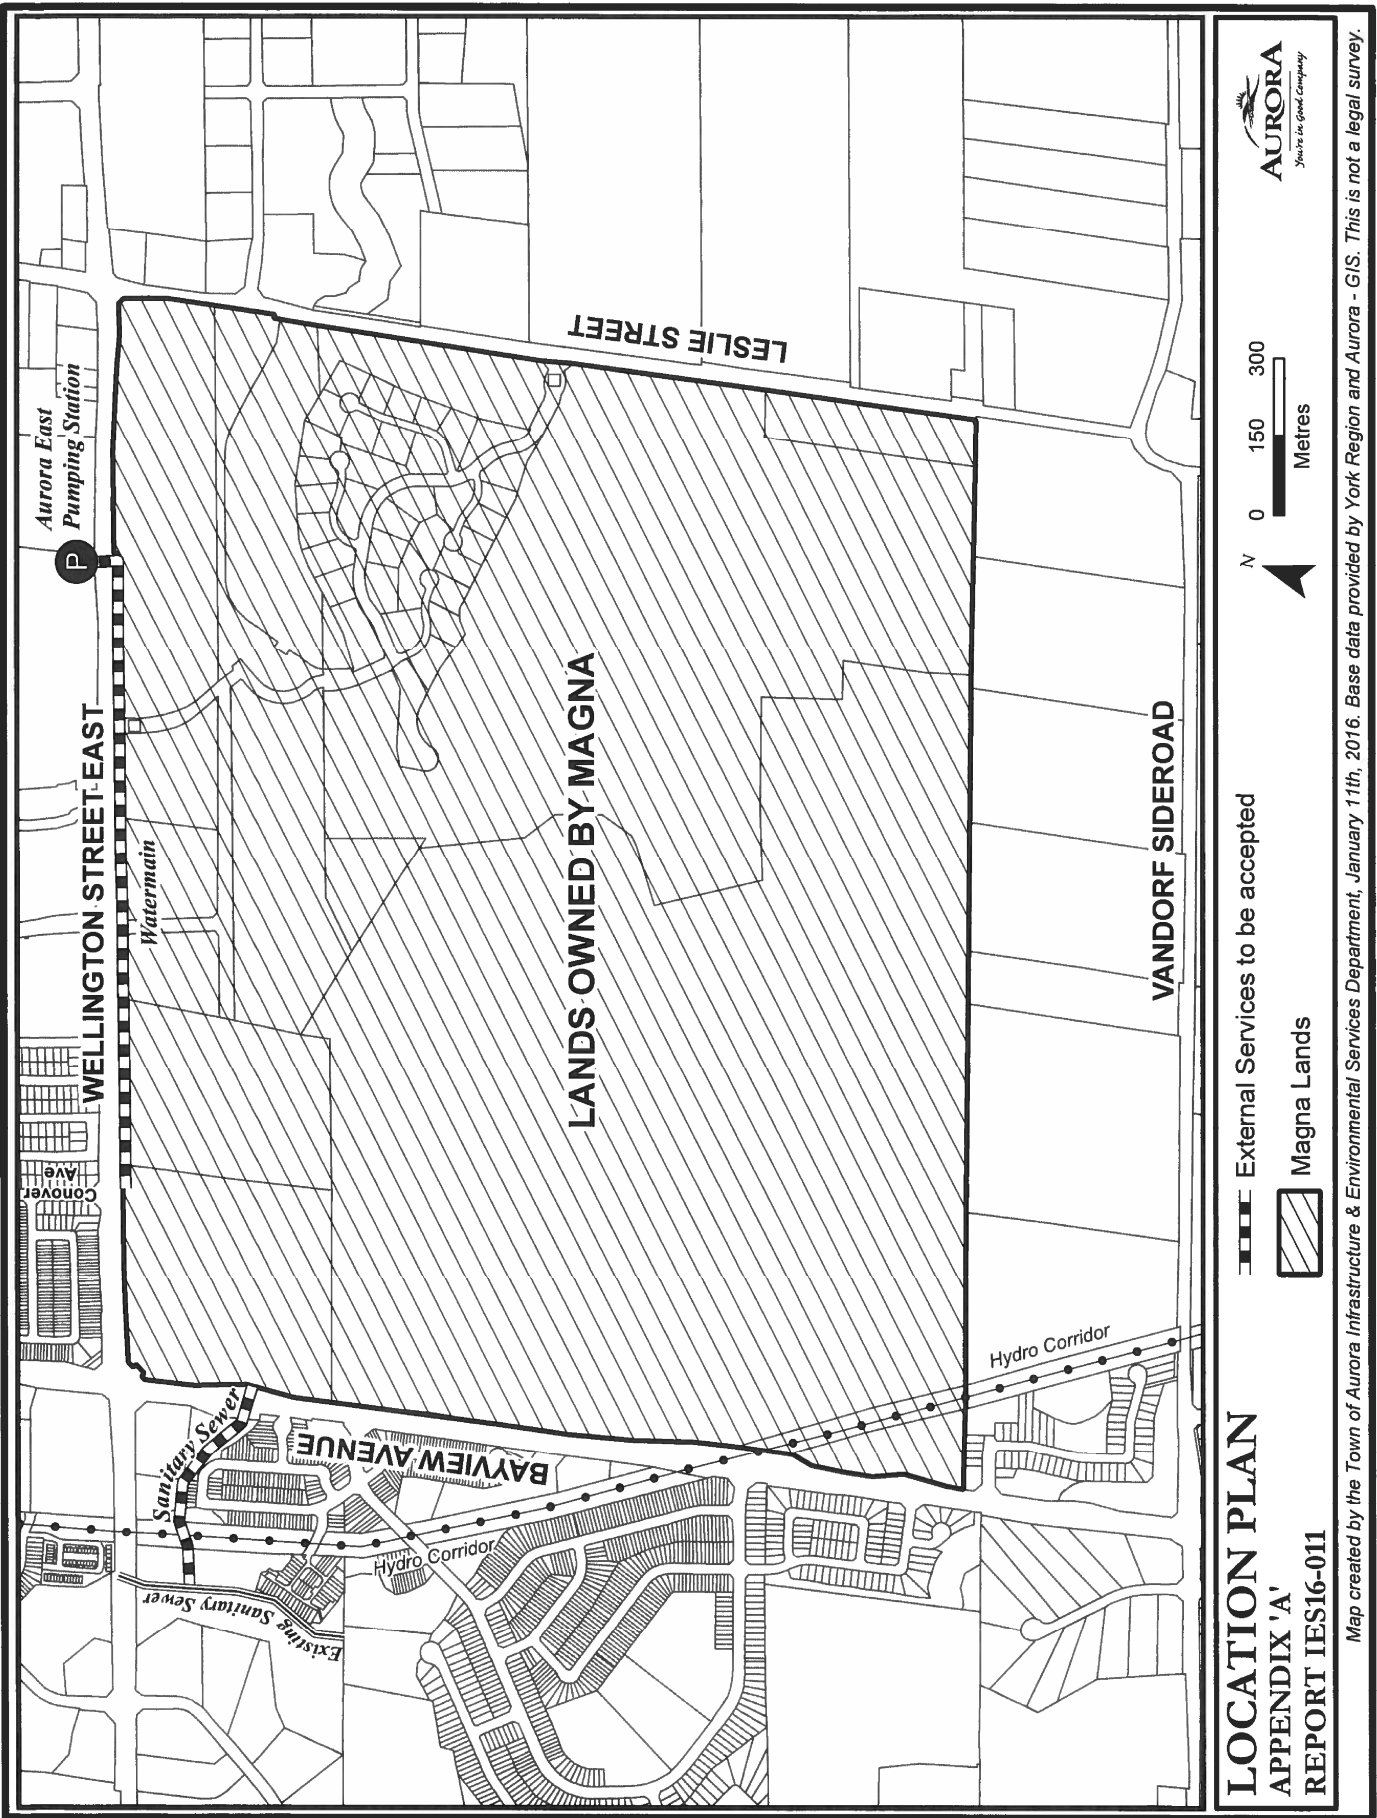 Aurora East
Pumping Station
P
WELLINGTON STREET EAST
Watermain
Conover
Ave
LESLIE STREET
LANDS OWNED BY MAGNA
Sanitary Sewer
BAYVIEW AVENUE
Hydro Corridor
Existing Sanitary Sewer
Hydro Corridor
VANDORF SIDEROAD
LOCATION PLAN
APPENDIX 'A'
REPORT IES16-011
External Services to be accepted
Magna Lands
N
0 150 300
Metres
AURORA
You're in Good Company
Map created by the Town of Aurora Infrastructure & Environmental Services Department, January 11th, 2016. Base data provided by York Region and Aurora - GIS. This is not a legal survey.